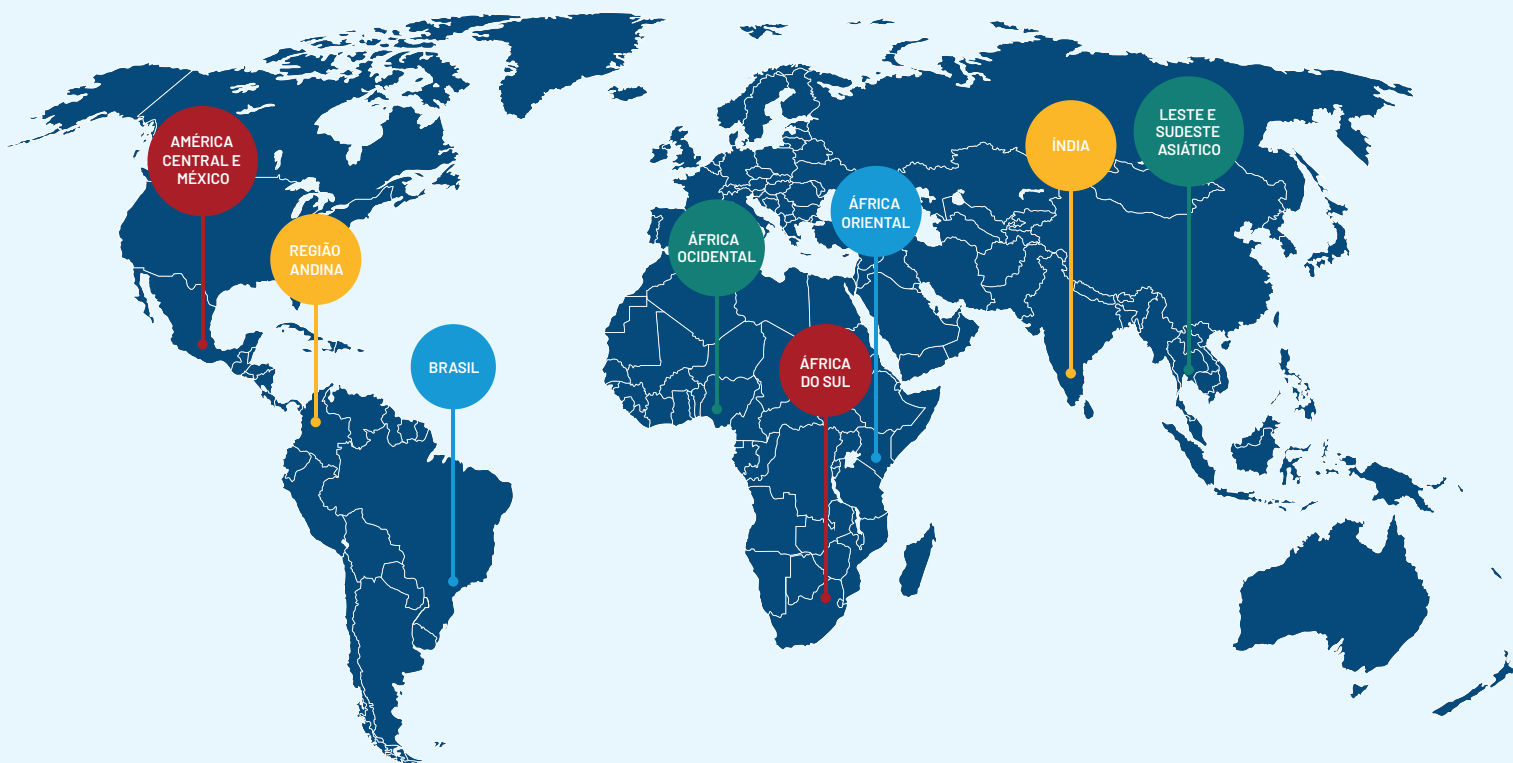 AMÉRICA
CENTRAL E
MÉXICO
REGIÃO
ANDINA
BRASIL
ÁFRICA
OCIDENTAL
ÁFRICA
DO SUL
ÁFRICA
ORIENTAL
ÍNDIA
LESTE E
SUDESTE
ASIÁTICO